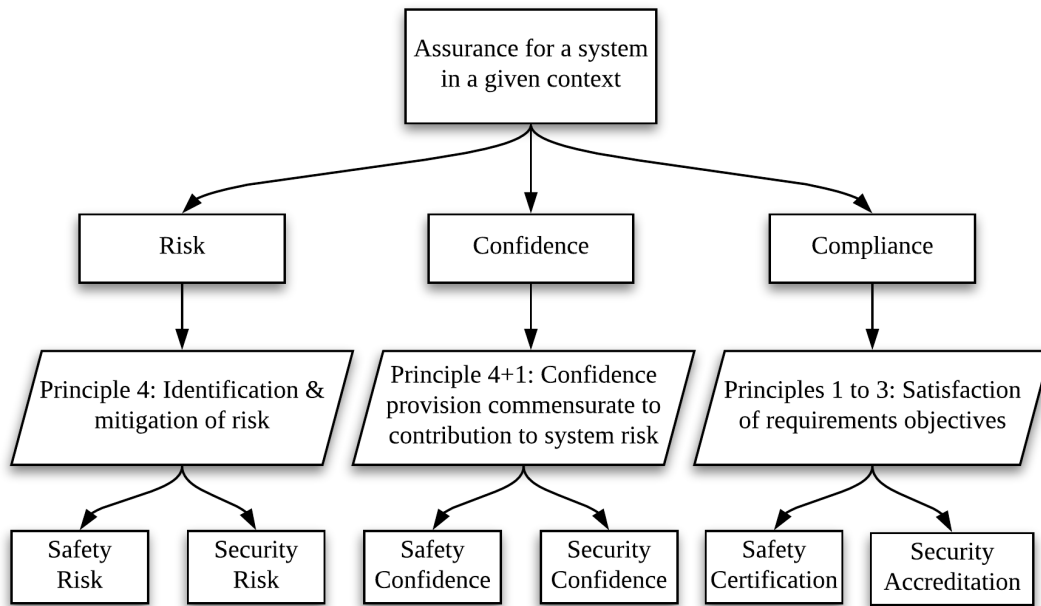 Assurance for a system
in a given context
Risk
Confidence
Compliance
Principle 4: Identification &
mitigation of risk
Principle 4+1: Confidence
provision commensurate to
contribution to system risk
Principles 1 to 3: Satisfaction
of requirements objectives
Safety
Risk
Security
Risk
Safety
Confidence
Security
Confidence
Safety
Certification
Security
Accreditation